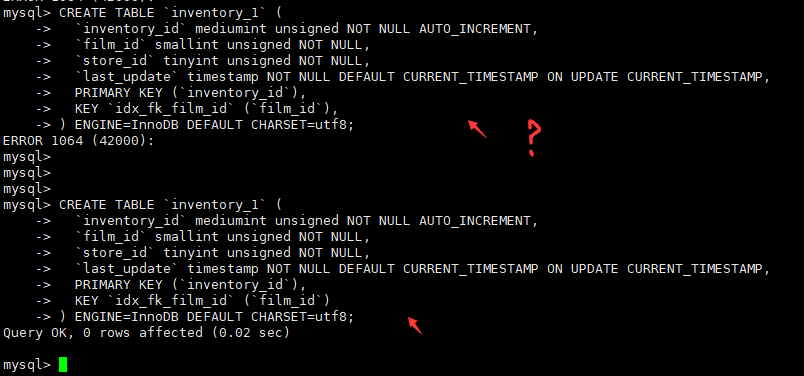 mysql> CREATE TABLE `inventory_1` (
    ->   `inventory_id` mediumint unsigned NOT NULL AUTO_INCREMENT,
    ->   `film_id` smallint unsigned NOT NULL,
    ->   `store_id` tinyint unsigned NOT NULL,
    ->   `last_update` timestamp NOT NULL DEFAULT CURRENT_TIMESTAMP ON UPDATE CURRENT_TIMESTAMP,
    ->   PRIMARY KEY (`inventory_id`),
    ->   KEY `idx_fk_film_id` (`film_id`),
    -> ) ENGINE=InnoDB DEFAULT CHARSET=utf8;
?
ERROR 1064 (42000):
mysql>
mysql>
mysql>
mysql> CREATE TABLE `inventory_1` (
    ->   `inventory_id` mediumint unsigned NOT NULL AUTO_INCREMENT,
    ->   `film_id` smallint unsigned NOT NULL,
    ->   `store_id` tinyint unsigned NOT NULL,
    ->   `last_update` timestamp NOT NULL DEFAULT CURRENT_TIMESTAMP ON UPDATE CURRENT_TIMESTAMP,
    ->   PRIMARY KEY (`inventory_id`),
    ->   KEY `idx_fk_film_id` (`film_id`)
    -> ) ENGINE=InnoDB DEFAULT CHARSET=utf8;
Query OK, 0 rows affected (0.02 sec)
mysql>